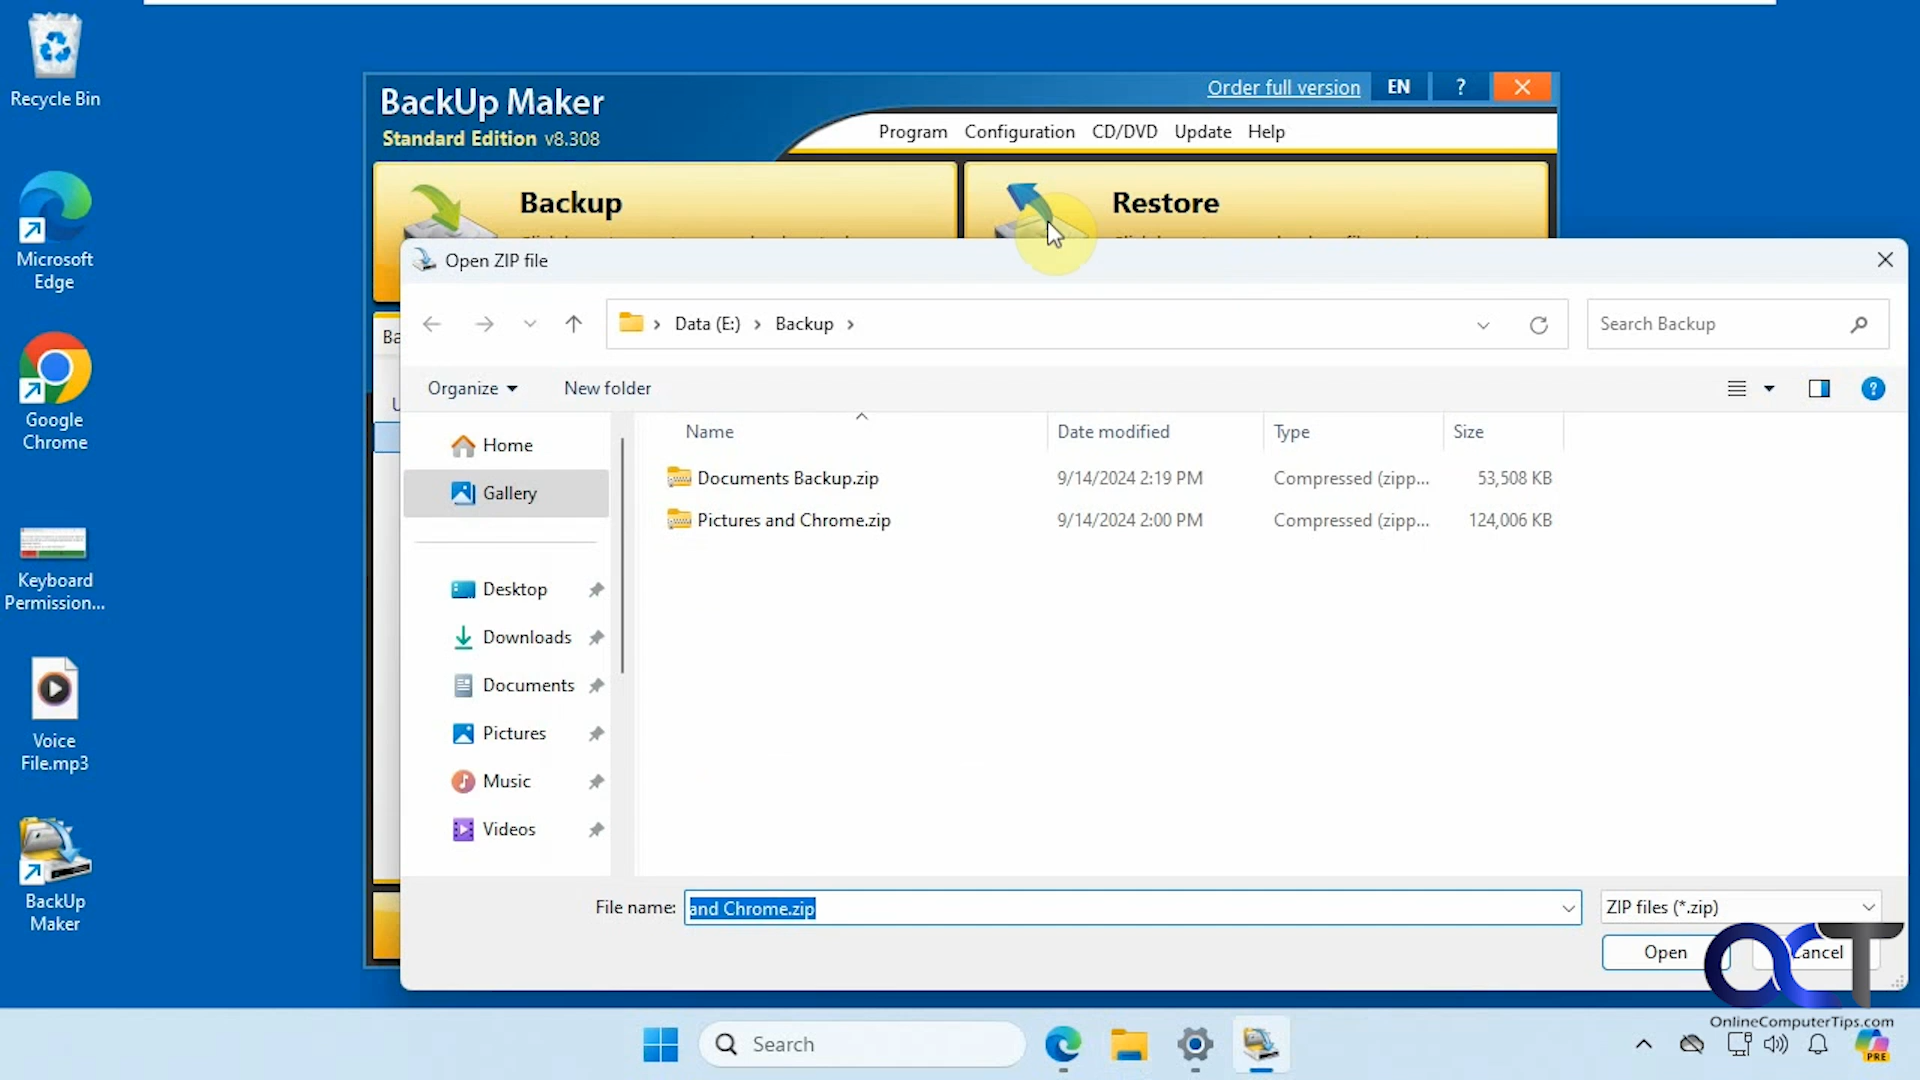 Recycle Bin
Microsoft
Edge
Google
Chrome
Keyboard
Permission...
Voice
File.mp3
BackUp
Maker
BackUp Maker
Standard Edition v8.308
Order full version
EN
?
Program Configuration CD/DVD Update Help
Backup
Restore
Open ZIP file
Data (E:) Backup
Search Backup
Organize
New folder
Name Date modified Type Size
Documents Backup.zip 9/14/2024 2:19 PM Compressed (zipp... 53,508 KB
Pictures and Chrome.zip 9/14/2024 2:00 PM Compressed (zipp... 124,006 KB
Home
Gallery
Desktop
Downloads
Documents
Pictures
Music
Videos
File name: and Chrome.zip
ZIP files (*.zip)
Open
Cancel
OCT
OnlineComputerTips.com
Search
PRE